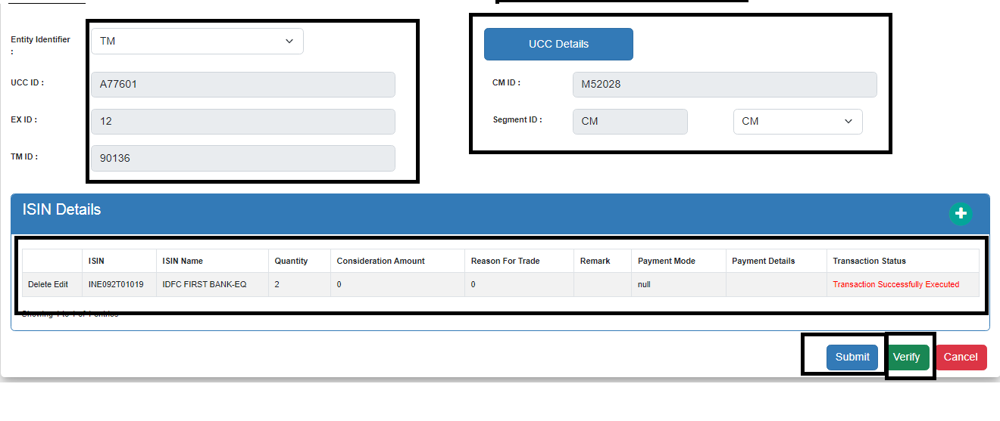 Entity Identifier :
TM
UCC Details
UCC ID :
A77601
CM ID :
M52028
EX ID :
12
Segment ID :
CM
CM
TM ID :
90136
ISIN Details
ISIN ISIN Name Quantity Consideration Amount Reason For Trade Remark Payment Mode Payment Details Transaction Status
Delete Edit INE092T01019 IDFC FIRST BANK-EQ 2 0 0 null Transaction Successfully Executed
Showing 1 to 1 of 1 entries
Submit Verify Cancel